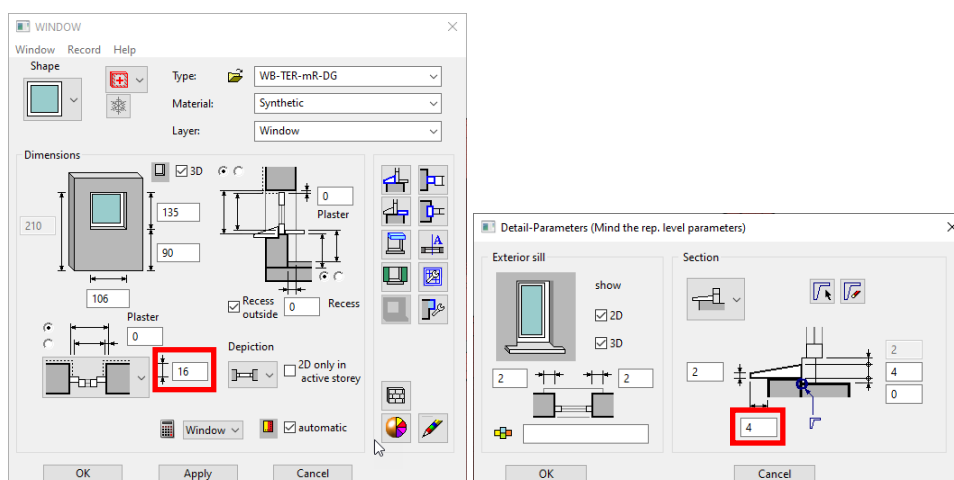 WINDOW
Window Record Help
Shape
Type: WB-TER-mR-DG
Material: Synthetic
Layer: Window
Dimensions
3D
0
Plaster
135
210
90
106
Recess outside 0 Recess
Plaster
0
16
Depiction
2D only in active storey
A
Window automatic
OK Apply Cancel
Detail-Parameters (Mind the rep. level parameters)
Exterior sill
show
2D
3D
2 2
Section
2
2
4
0
4
OK Cancel